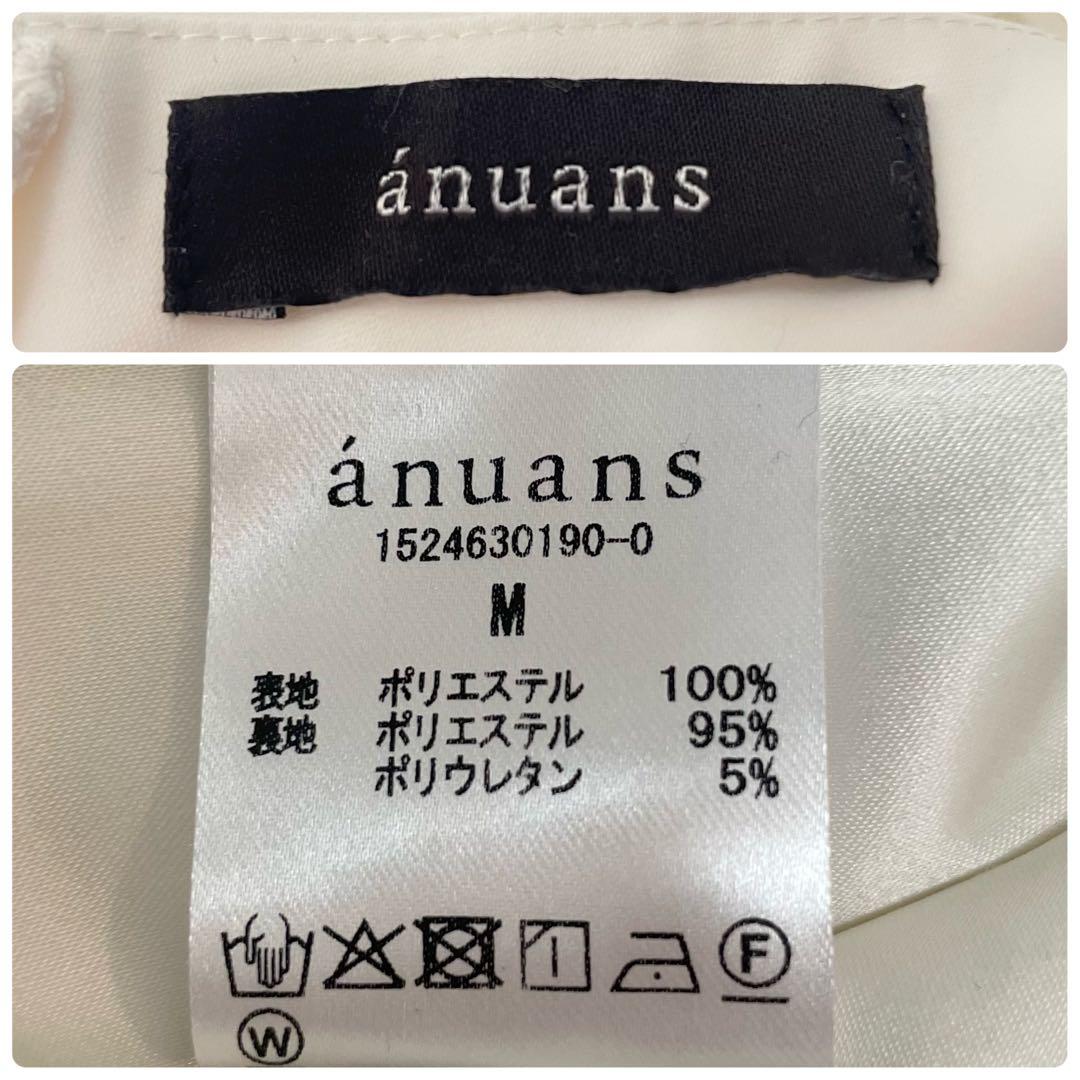 ánuans
ánuans
1524630190-0
M
表地 ポリエステル 100%
裏地 ポリエステル 95%
ポリウレタン 5%
F
W